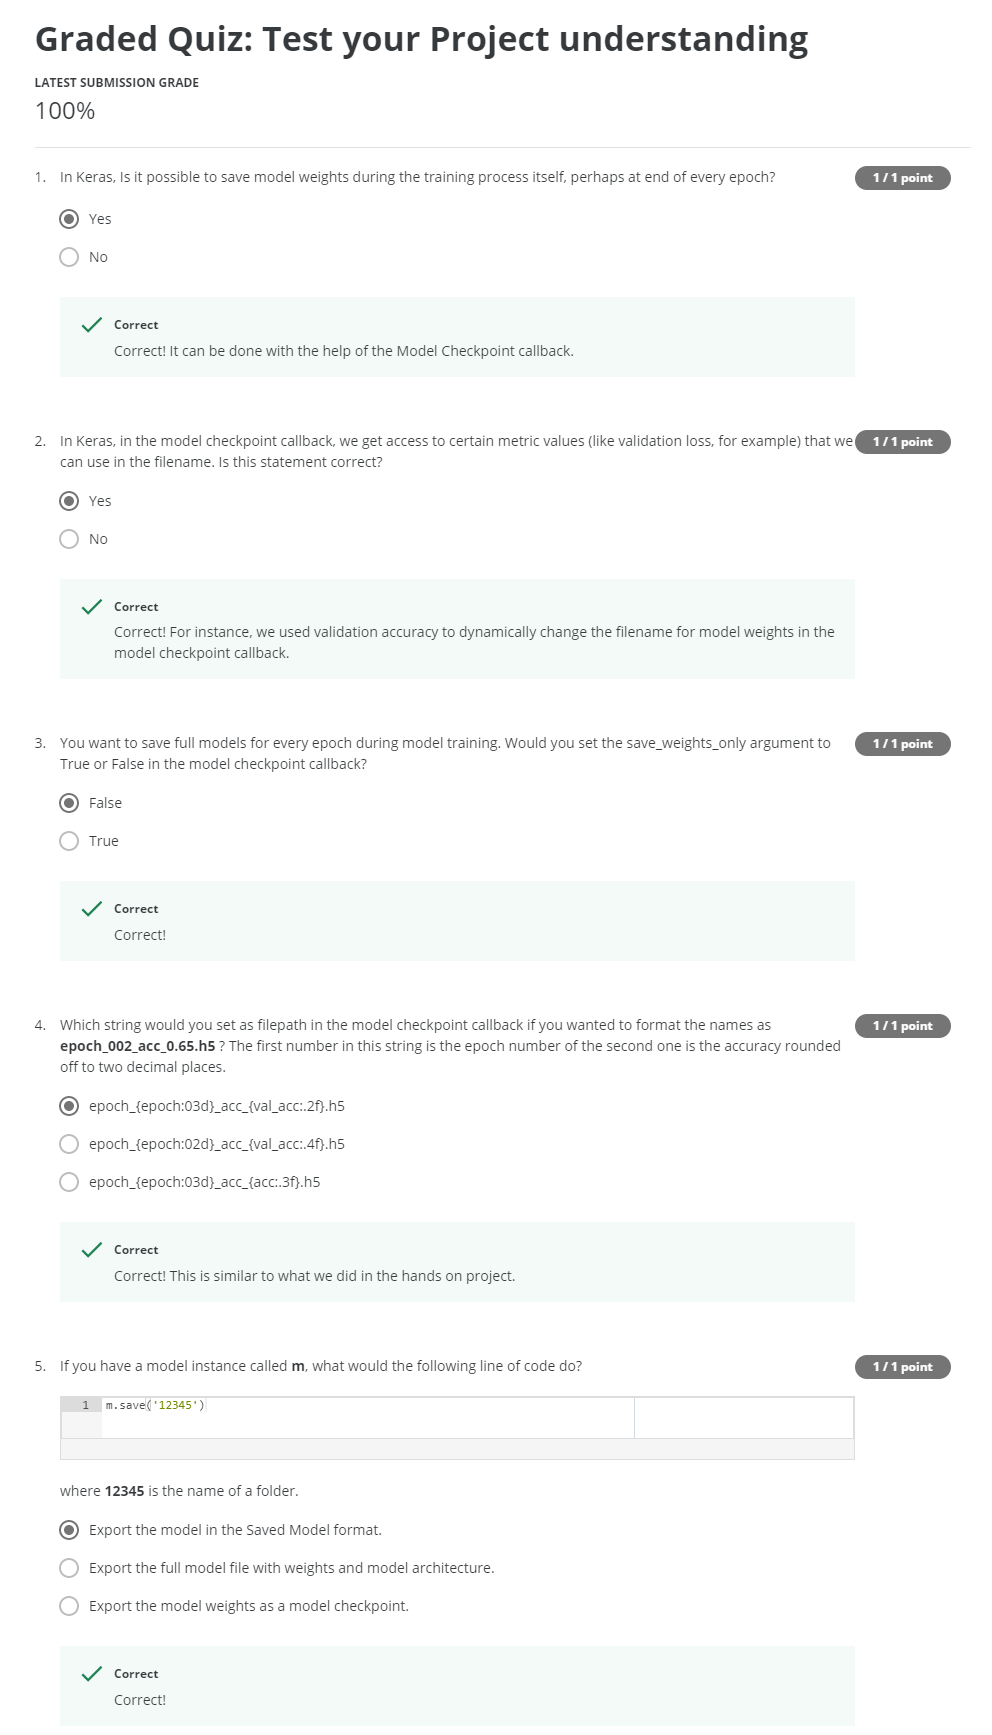 Graded Quiz: Test your Project understanding
LATEST SUBMISSION GRADE
100%
1. In Keras, Is it possible to save model weights during the training process itself, perhaps at end of every epoch?
1 / 1 point
Yes
No
Correct
Correct! It can be done with the help of the Model Checkpoint callback.
2. In Keras, in the model checkpoint callback, we get access to certain metric values (like validation loss, for example) that we
1 / 1 point
can use in the filename. Is this statement correct?
Yes
No
Correct
Correct! For instance, we used validation accuracy to dynamically change the filename for model weights in the
model checkpoint callback.
3. You want to save full models for every epoch during model training. Would you set the save_weights_only argument to
1 / 1 point
True or False in the model checkpoint callback?
False
True
Correct
Correct!
4. Which string would you set as filepath in the model checkpoint callback if you wanted to format the names as
1 / 1 point
epoch_002_acc_0.65.h5 ? The first number in this string is the epoch number of the second one is the accuracy rounded
off to two decimal places.
epoch_{epoch:03d}_acc_{val_acc:.2f}.h5
epoch_{epoch:02d}_acc_{val_acc:.4f}.h5
epoch_{epoch:03d}_acc_{acc:.3f}.h5
Correct
Correct! This is similar to what we did in the hands on project.
5. If you have a model instance called m, what would the following line of code do?
1 / 1 point
1 m.save('12345')
where 12345 is the name of a folder.
Export the model in the Saved Model format.
Export the full model file with weights and model architecture.
Export the model weights as a model checkpoint.
Correct
Correct!